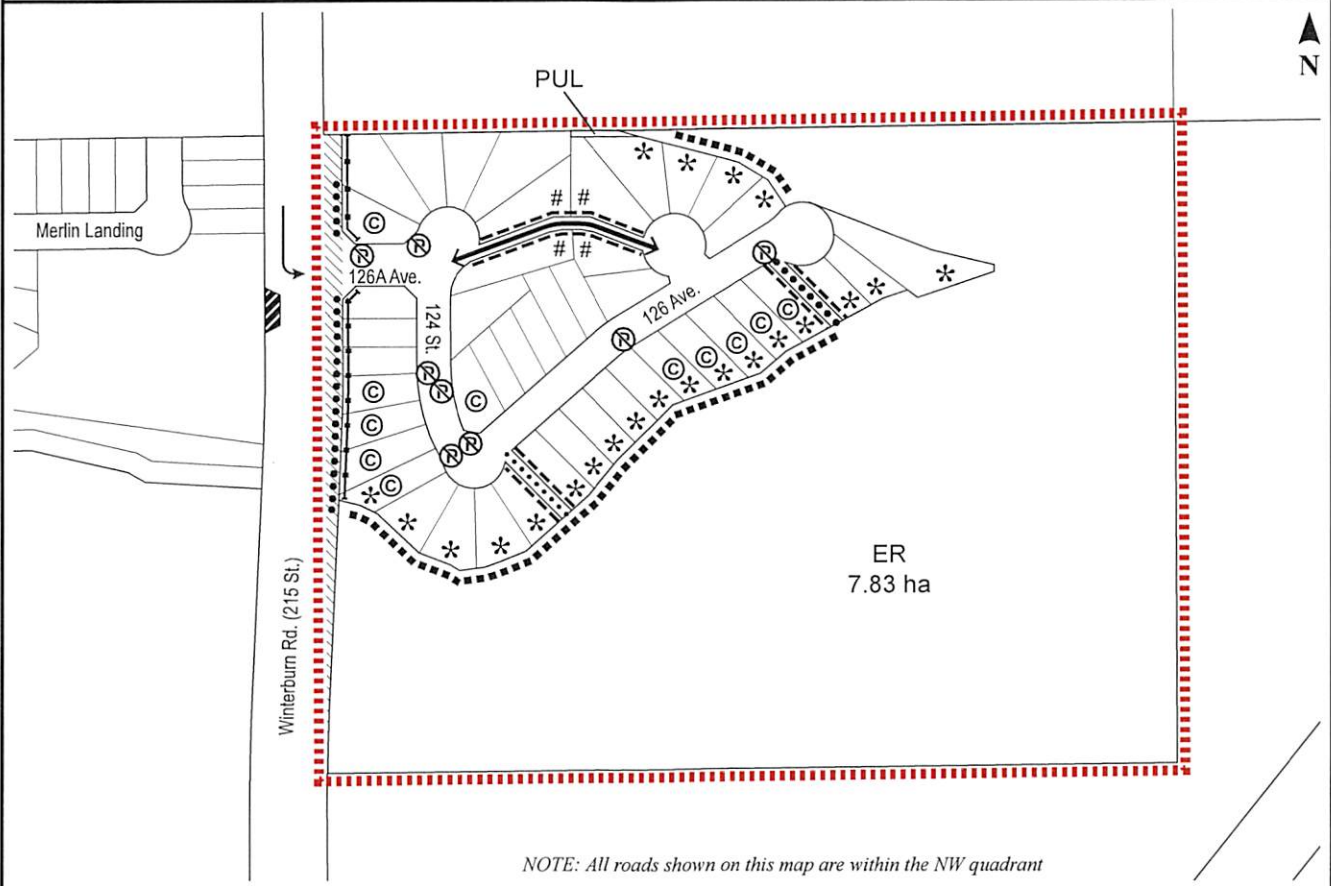 N
PUL
# #
Merlin Landing
©
126A Ave.
# #
124 St.
126 Ave.
©
©
©
©
©
©
©
©
©
©
ER
7.83 ha
Winterburn Rd. (215 St.)
NOTE: All roads shown on this map are within the NW quadrant